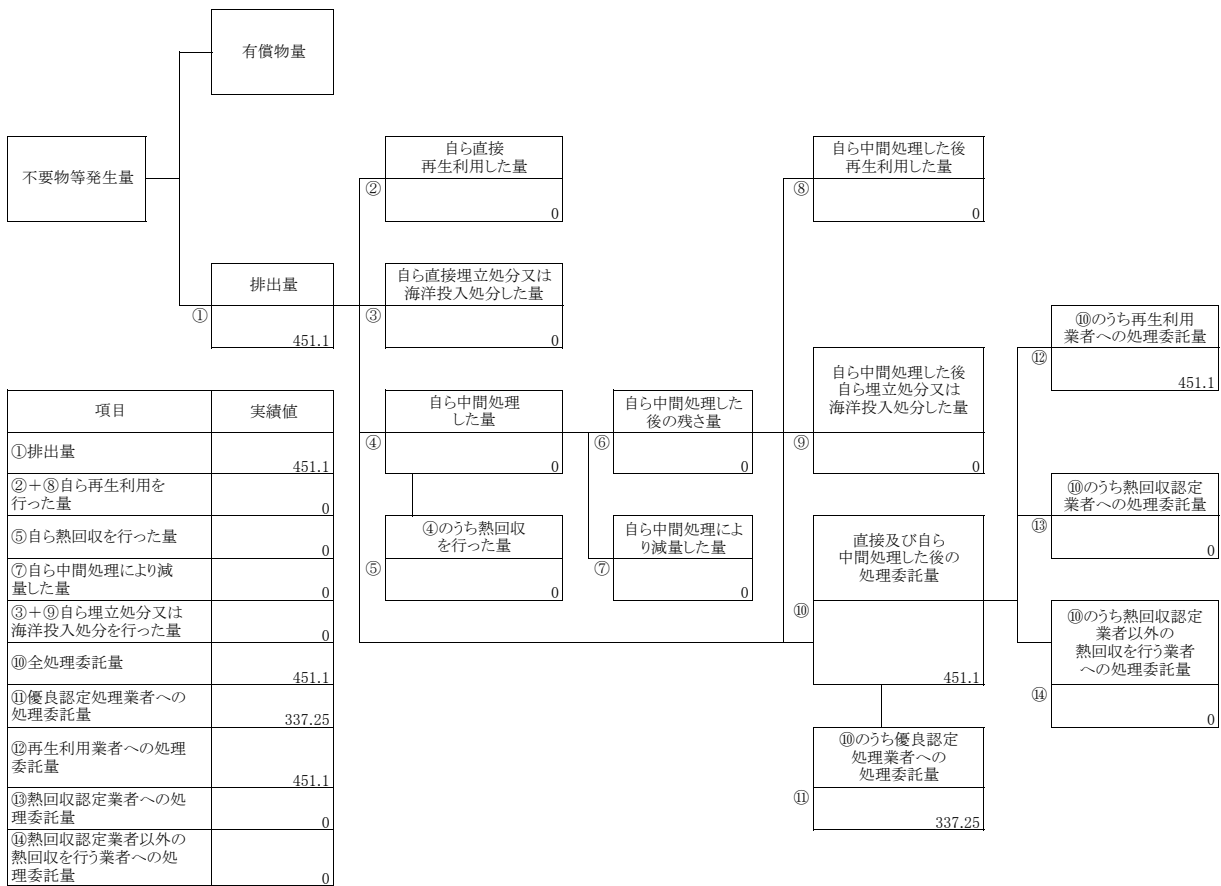 有償物量
不要物等発生量
排出量
①
451.1
自ら直接
再生利用した量
②
0
自ら直接埋立処分又は
海洋投入処分した量
③
0
自ら中間処理
した量
④
0
④のうち熱回収
を行った量
⑤
0
自ら中間処理した
後の残さ量
⑥
0
自ら中間処理によ
り減量した量
⑦
0
自ら中間処理した後
再生利用した量
⑧
0
自ら中間処理した後
自ら埋立処分又は
海洋投入処分した量
⑨
0
直接及び自ら
中間処理した後の
処理委託量
⑩
451.1
⑩のうち優良認定
処理業者への
処理委託量
⑪
337.25
⑩のうち再生利用
業者への処理委託量
⑫
451.1
⑩のうち熱回収認定
業者への処理委託量
⑬
0
⑩のうち熱回収認定
業者以外の
熱回収を行う業者
への処理委託量
⑭
0
項目 実績値
①排出量
451.1
②+⑧自ら再生利用を
行った量
0
⑤自ら熱回収を行った量
0
⑦自ら中間処理により減
量した量
0
③+⑨自ら埋立処分又は
海洋投入処分を行った量
0
⑩全処理委託量
451.1
⑪優良認定処理業者への
処理委託量
337.25
⑫再生利用業者への処理
委託量
451.1
⑬熱回収認定業者への処
理委託量
0
⑭熱回収認定業者以外の
熱回収を行う業者への処
理委託量
0